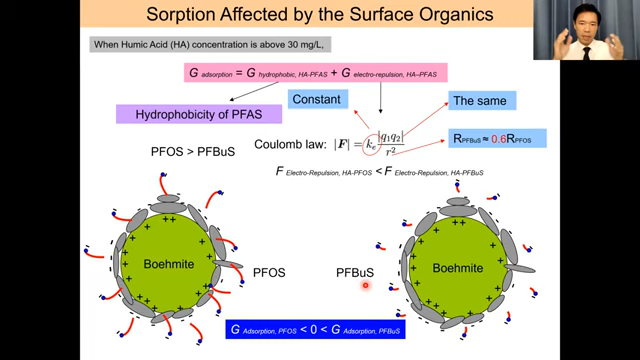 Sorption Affected by the Surface Organics
When Humic Acid (HA) concentration is above 30 mg/L,
G adsorption = G hydrophobic, HA-PFAS + G electro-repulsion, HA–PFAS
Hydrophobicity of PFAS
Constant
The same
PFOS > PFBuS
Coulomb law: |F| = ke |q1q2| / r2
RPFBuS ≈ 0.6RPFOS
F Electro-Repulsion, HA-PFOS < F Electro-Repulsion, HA-PFBuS
Boehmite
PFOS
PFBuS
Boehmite
G Adsorption, PFOS < 0 < G Adsorption, PFBuS